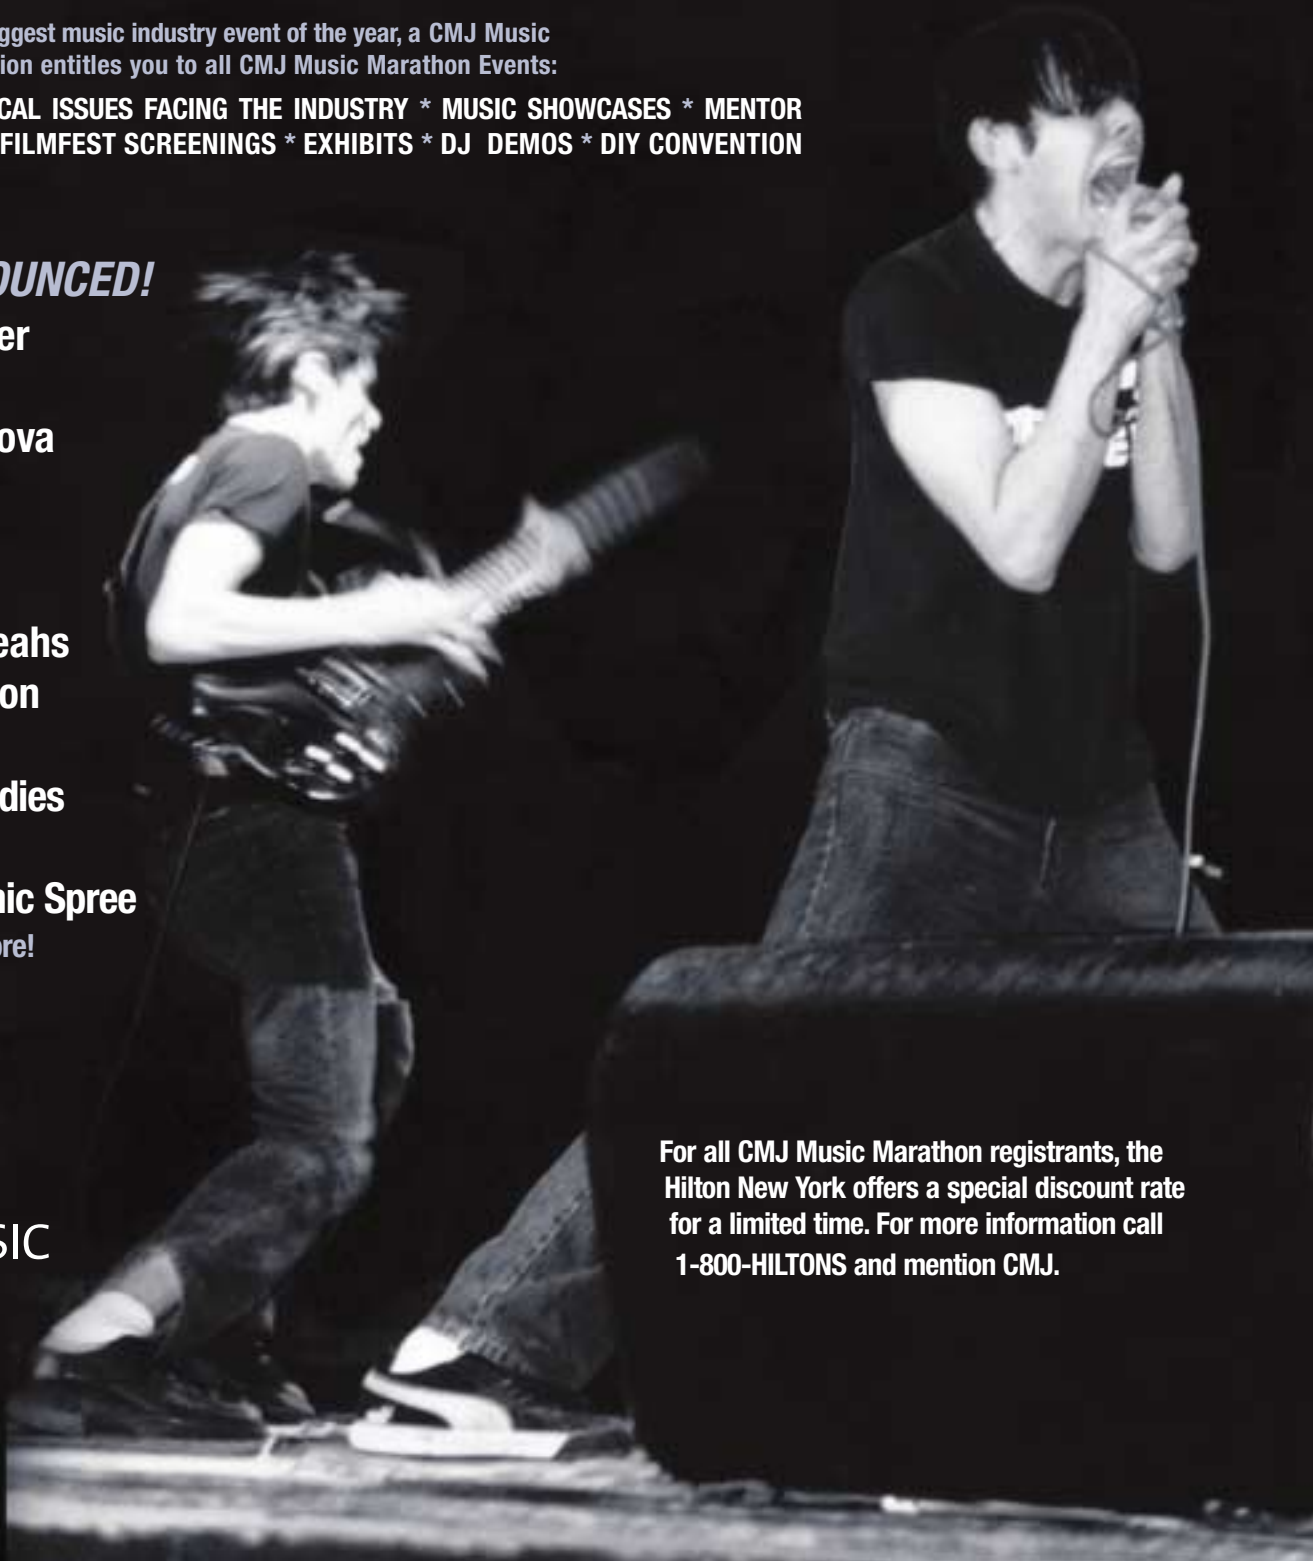 ggest music industry event of the year, a CMJ Music
ion entitles you to all CMJ Music Marathon Events:
CAL ISSUES FACING THE INDUSTRY * MUSIC SHOWCASES * MENTOR
FILMFEST SCREENINGS * EXHIBITS * DJ DEMOS * DIY CONVENTION
OUNCED!
er
ova
eahs
on
dies
nic Spree
ore!
SIC
For all CMJ Music Marathon registrants, the
Hilton New York offers a special discount rate
for a limited time. For more information call
1-800-HILTONS and mention CMJ.